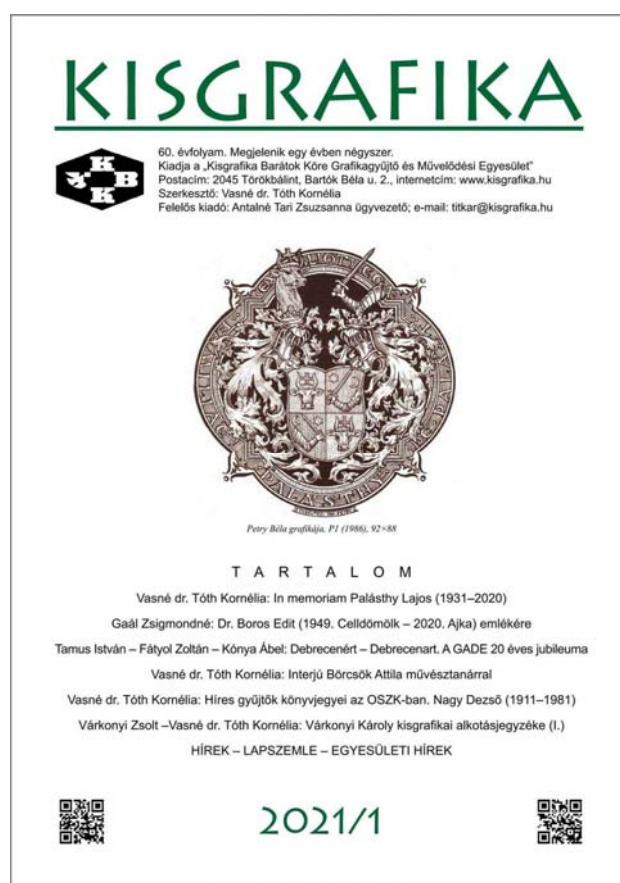 KISGRAFIKA
60. évfolyam. Megjelenik egy évben négyszer.
Kiadja a „Kisgrafika Barátok Köre Grafikagyűjtő és Művelődési Egyesület”
Postacím: 2045 Törökbálint, Bartók Béla u. 2., internetcím: www.kisgrafika.hu
Szerkesztő: Vasné dr. Tóth Kornélia
Felelős kiadó: Antalné Tari Zsuzsanna ügyvezető; e-mail: titkar@kisgrafika.hu
K
K B
K
PALÁSTHY
Petry Béla grafikája, P1 (1986), 92×88
TARTALOM
Vasné dr. Tóth Kornélia: In memoriam Palásthy Lajos (1931–2020)
Gaál Zsigmondné: Dr. Boros Edit (1949. Celldömölk – 2020. Ajka) emlékére
Tamus István – Fátyol Zoltán – Kónya Ábel: Debrecenért – Debrecenart. A GADE 20 éves jubileuma
Vasné dr. Tóth Kornélia: Interjú Börcsök Attila művésztanárral
Vasné dr. Tóth Kornélia: Híres gyűjtők könyvjegyei az OSZK-ban. Nagy Dezső (1911–1981)
Várkonyi Zsolt –Vasné dr. Tóth Kornélia: Várkonyi Károly kisgrafikai alkotásjegyzéke (I.)
HÍREK – LAPSZEMLE – EGYESÜLETI HÍREK
2021/1